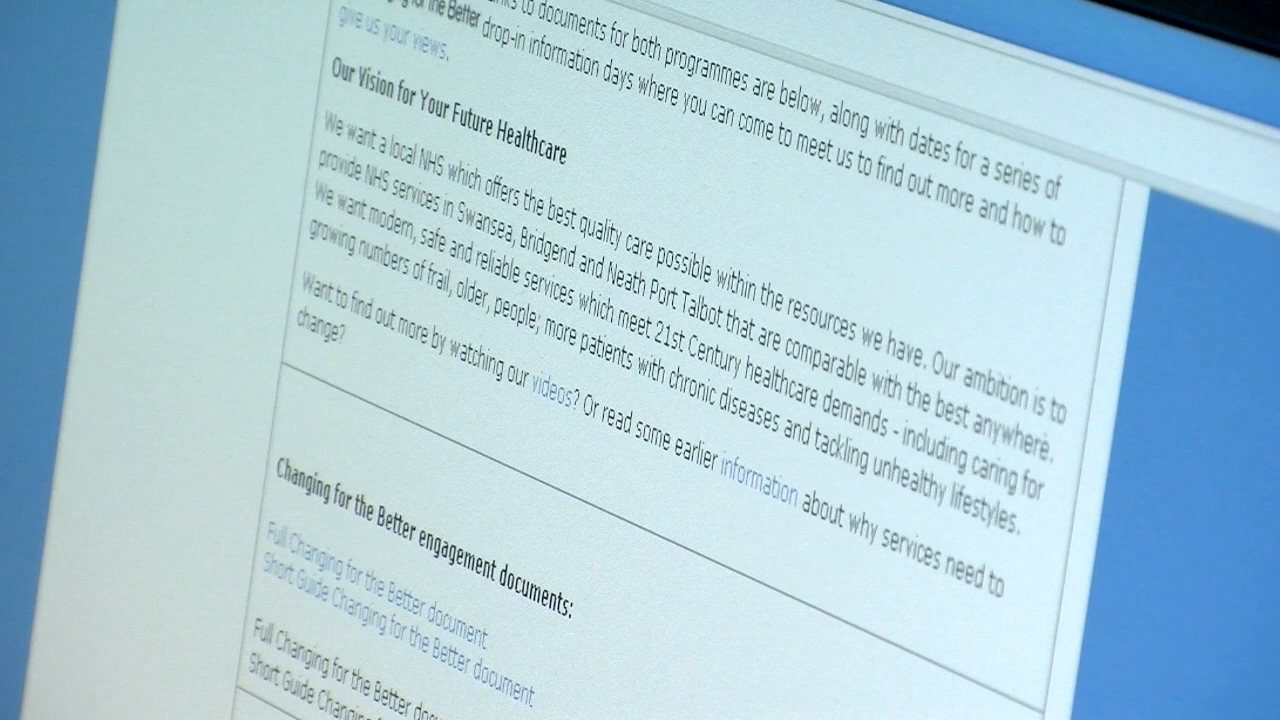 to documents for both programmes are below, along with dates for a series of
for the Better drop-in information days where you can come to meet us to find out more and how to
give us your views.
Our Vision for Your Future Healthcare
We want a local NHS which offers the best quality care possible within the resources we have. Our ambition is to
provide NHS services in Swansea, Bridgend and Neath Port Talbot that are comparable with the best anywhere.
We want modern, safe and reliable services which meet 21st Century healthcare demands - including caring for
growing numbers of frail, older, people; more patients with chronic diseases and tackling unhealthy lifestyles.
Want to find out more by watching our videos? Or read some earlier information about why services need to
change?
Changing for the Better engagement documents:
Full Changing for the Better document
Short Guide Changing for the Better document
Full Changing for the Better
Short Guide Changing